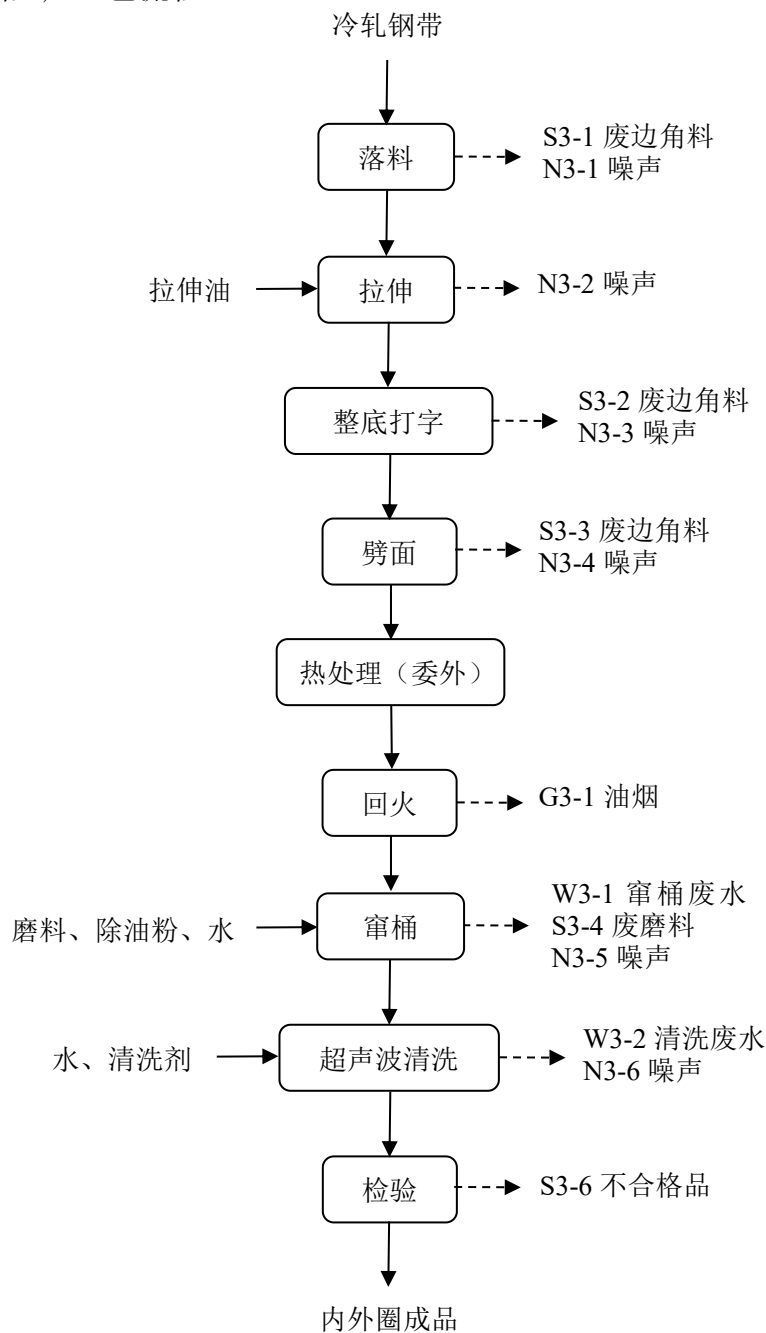 冷轧钢带
落料
S3-1 废边角料
N3-1 噪声
拉伸油
拉伸
N3-2 噪声
整底打字
S3-2 废边角料
N3-3 噪声
劈面
S3-3 废边角料
N3-4 噪声
热处理（委外）
回火
G3-1 油烟
磨料、除油粉、水
窜桶
W3-1 窜桶废水
S3-4 废磨料
N3-5 噪声
水、清洗剂
超声波清洗
W3-2 清洗废水
N3-6 噪声
检验
S3-6 不合格品
内外圈成品